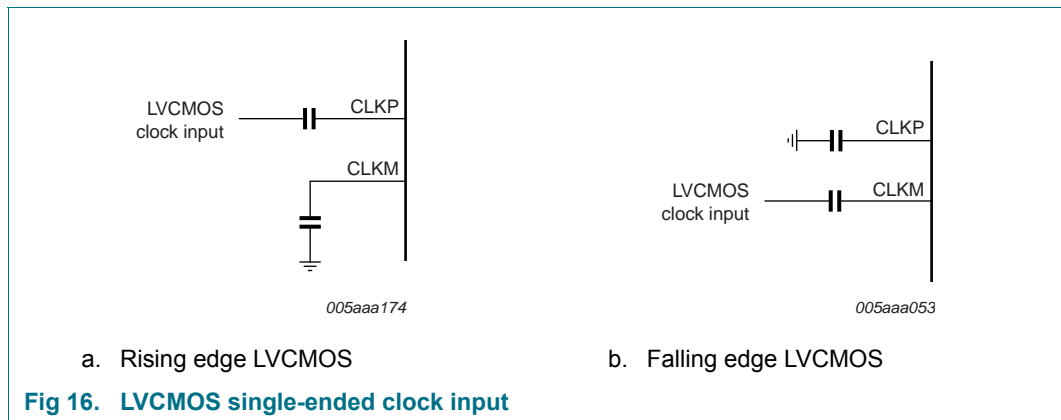 LVCMOS
clock input
CLKP
CLKM
005aaa174
a. Rising edge LVCMOS
CLKP
LVCMOS
clock input
CLKM
005aaa053
b. Falling edge LVCMOS
Fig 16. LVCMOS single-ended clock input